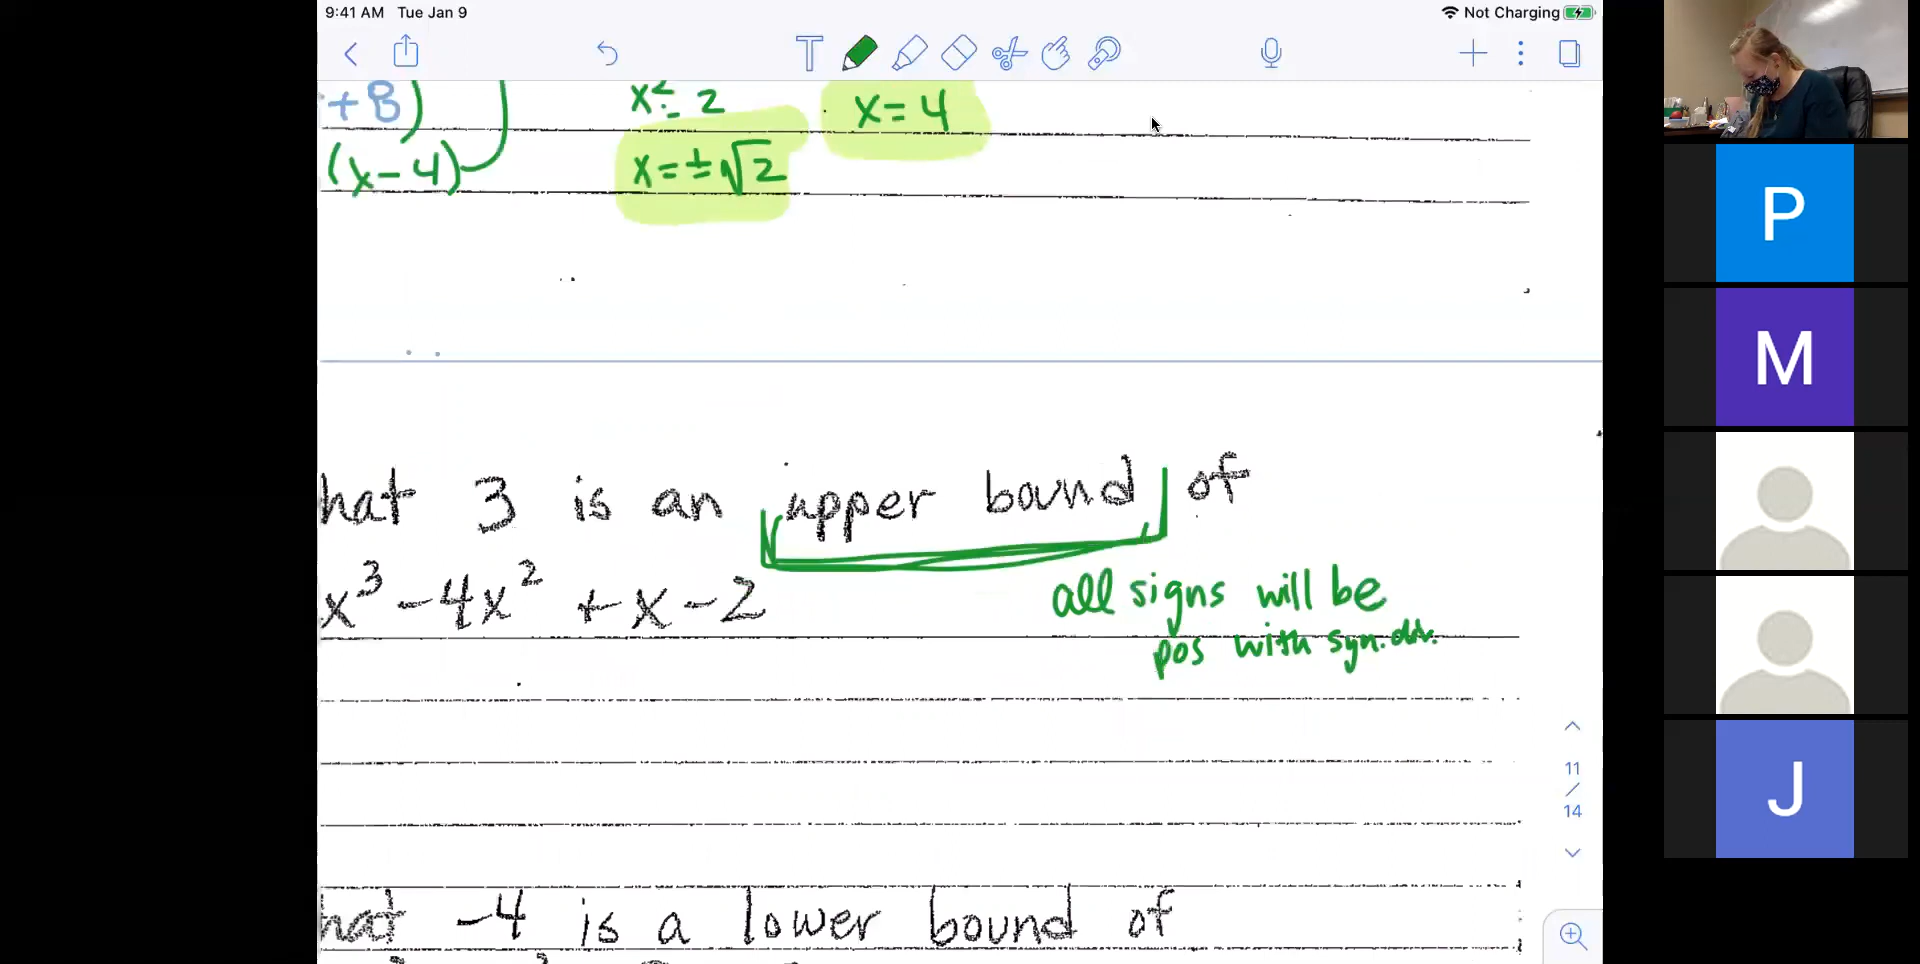 9:41 AM Tue Jan 9
Not Charging
+ 8)
(x - 4)
x = 4
x = ± √2
hat 3 is an upper bound of
x³ - 4x² + x - 2
all signs will be
pos with syn. div.
11
/
14
hat -4 is a lower bound of
P
M
J